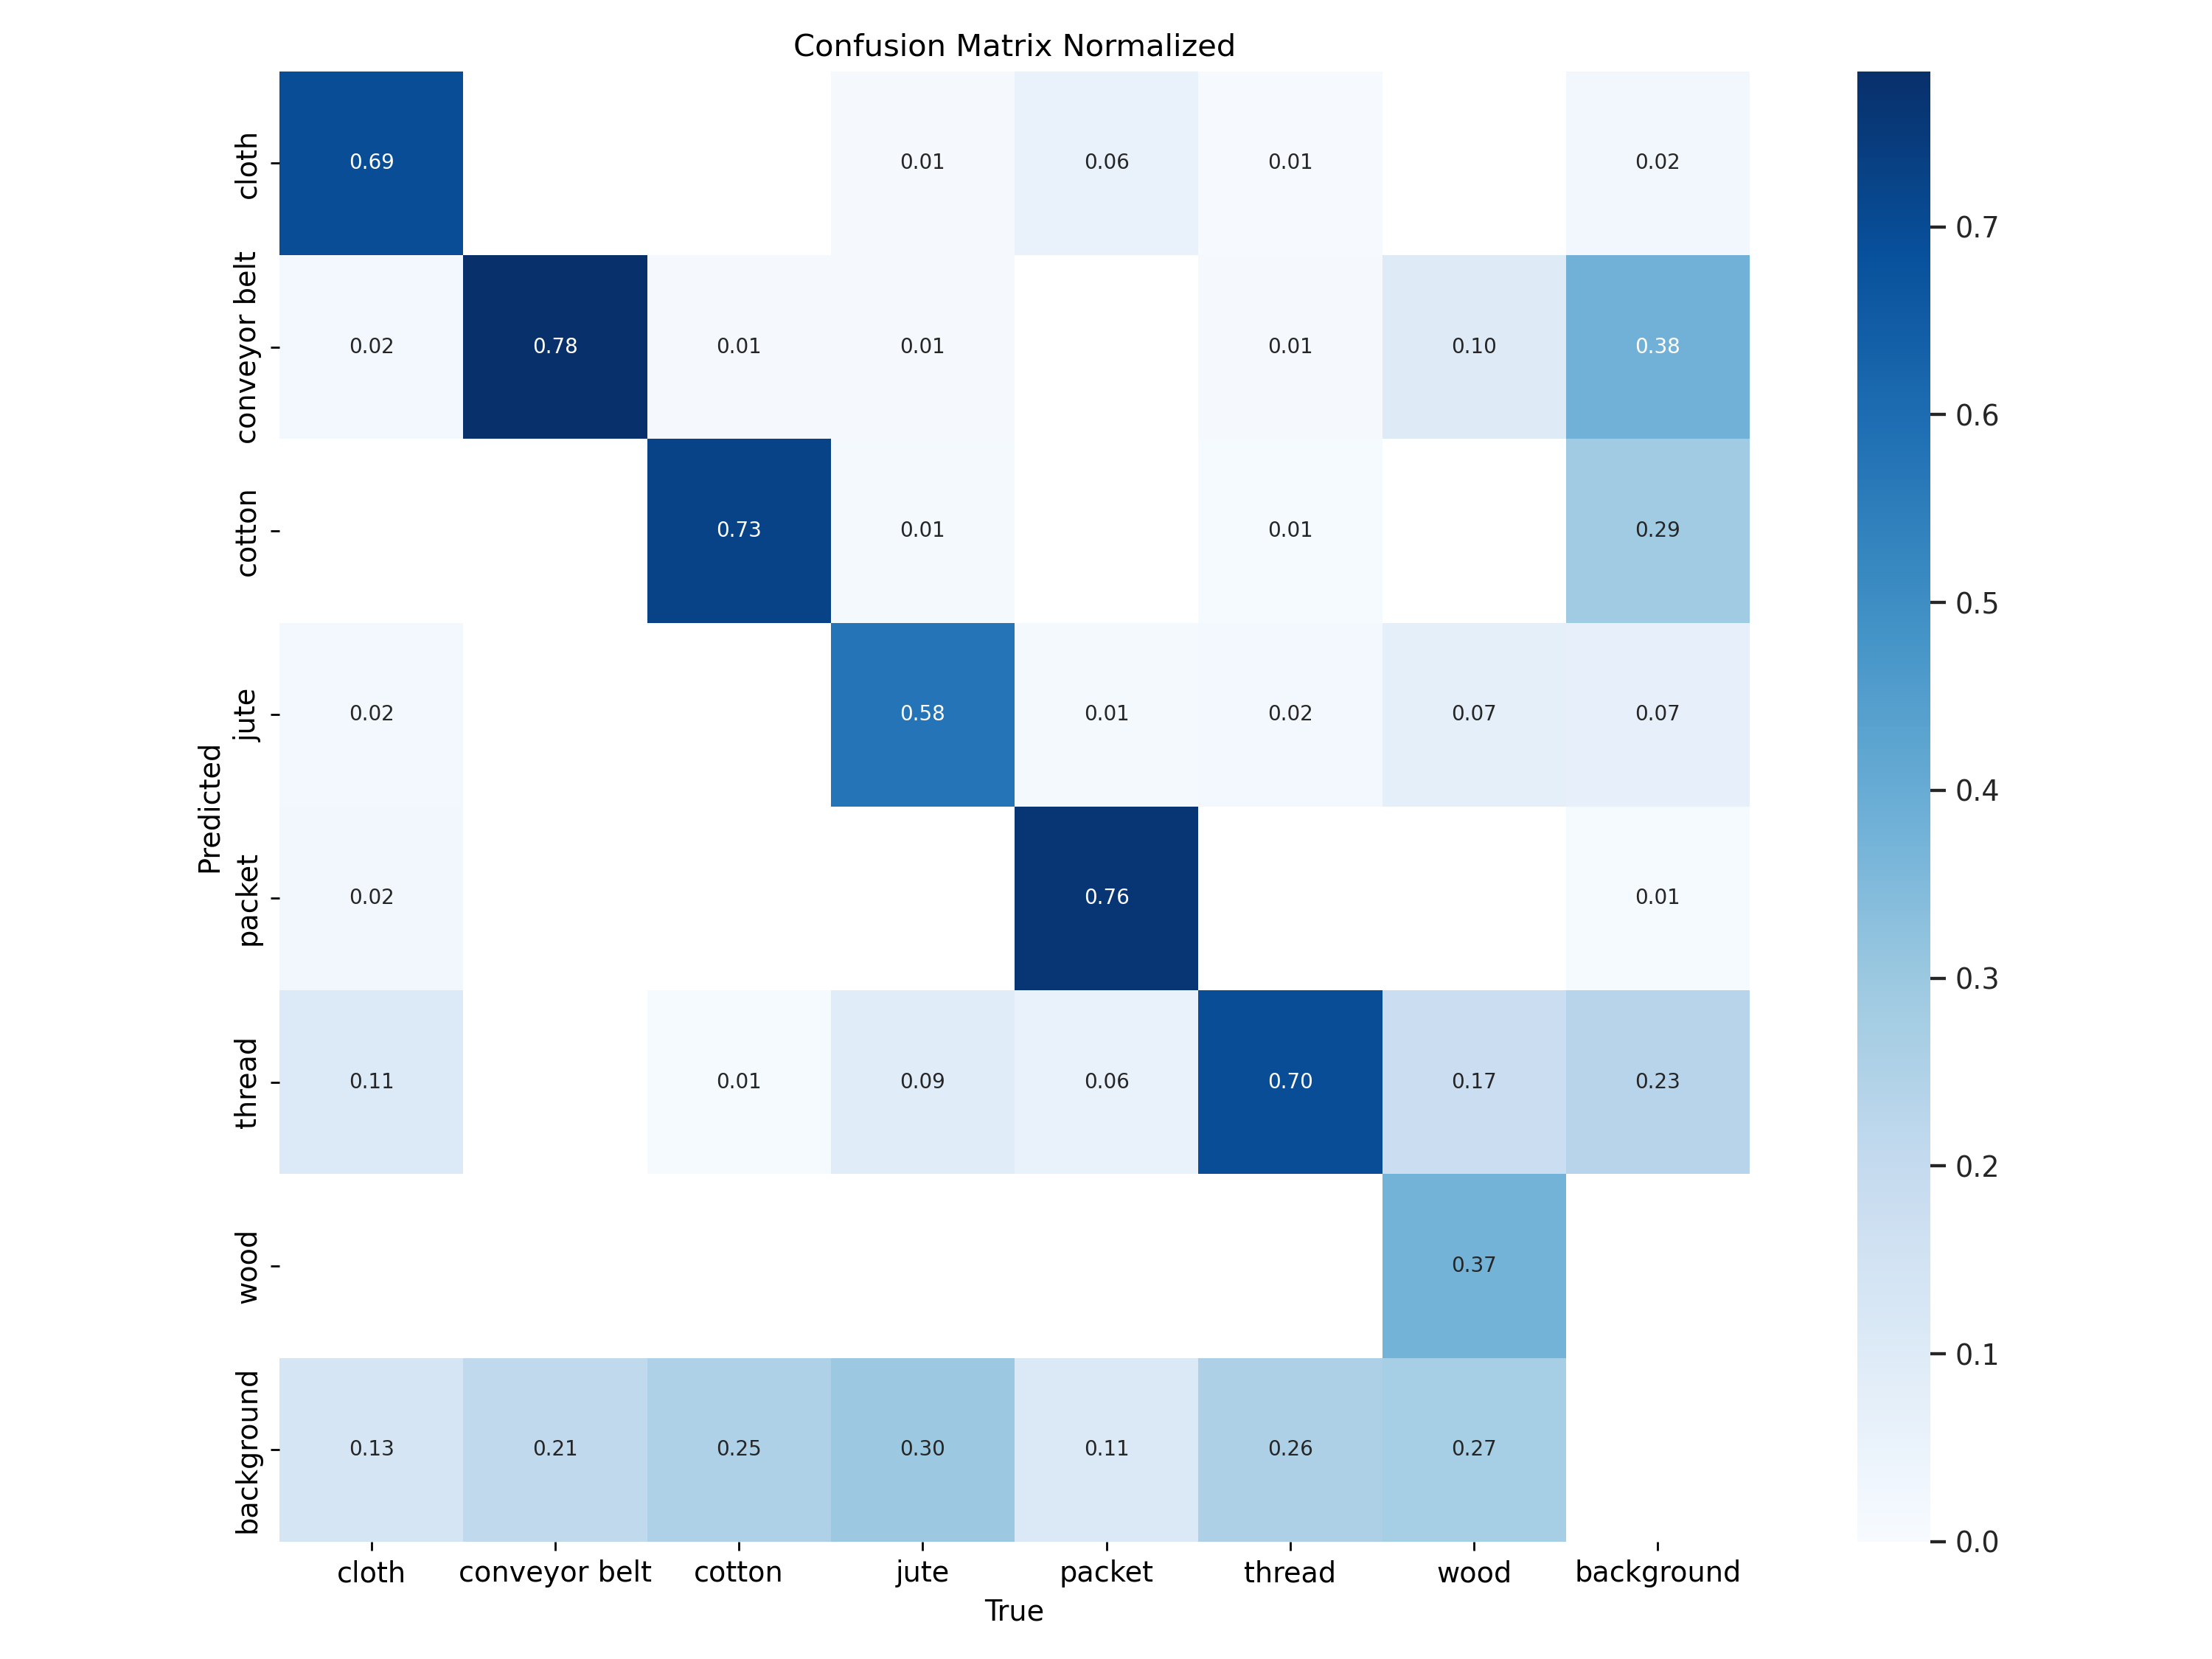 Confusion Matrix Normalized
cloth 0.69 0.01 0.06 0.01 0.02
conveyor belt 0.02 0.78 0.01 0.01 0.01 0.10 0.38
cotton 0.73 0.01 0.01 0.29
jute 0.02 0.58 0.01 0.02 0.07 0.07
packet 0.02 0.76 0.01
thread 0.11 0.01 0.09 0.06 0.70 0.17 0.23
wood 0.37
background 0.13 0.21 0.25 0.30 0.11 0.26 0.27
Predicted
cloth conveyor belt cotton jute packet thread wood background
True
0.7
0.6
0.5
0.4
0.3
0.2
0.1
0.0